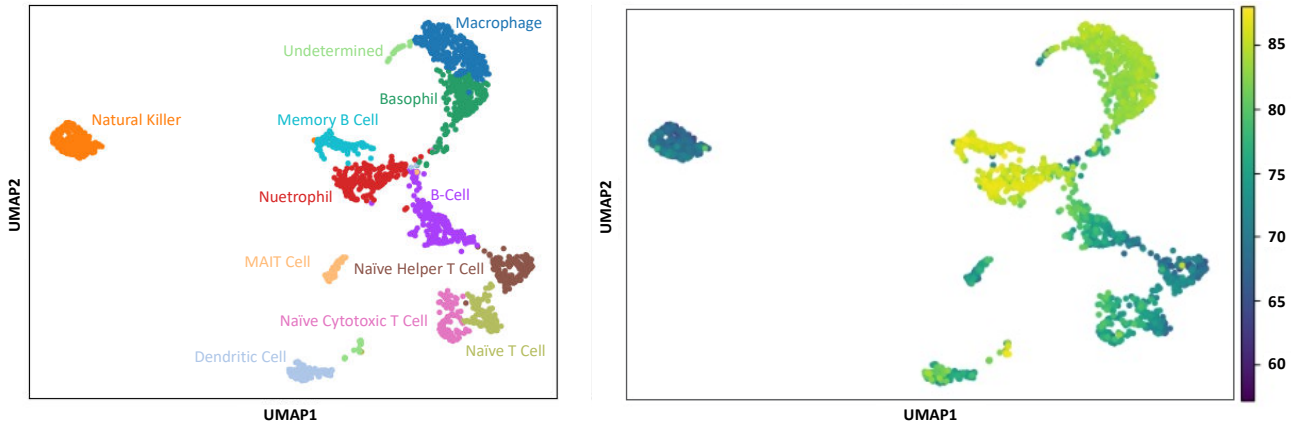 Macrophage
Undetermined
Basophil
Natural Killer
Memory B Cell
Nuetrophil
B-Cell
MAIT Cell
Naïve Helper T Cell
Naïve Cytotoxic T Cell
Dendritic Cell
Naïve T Cell
UMAP1
UMAP2
UMAP1
UMAP2
85
80
75
70
65
60